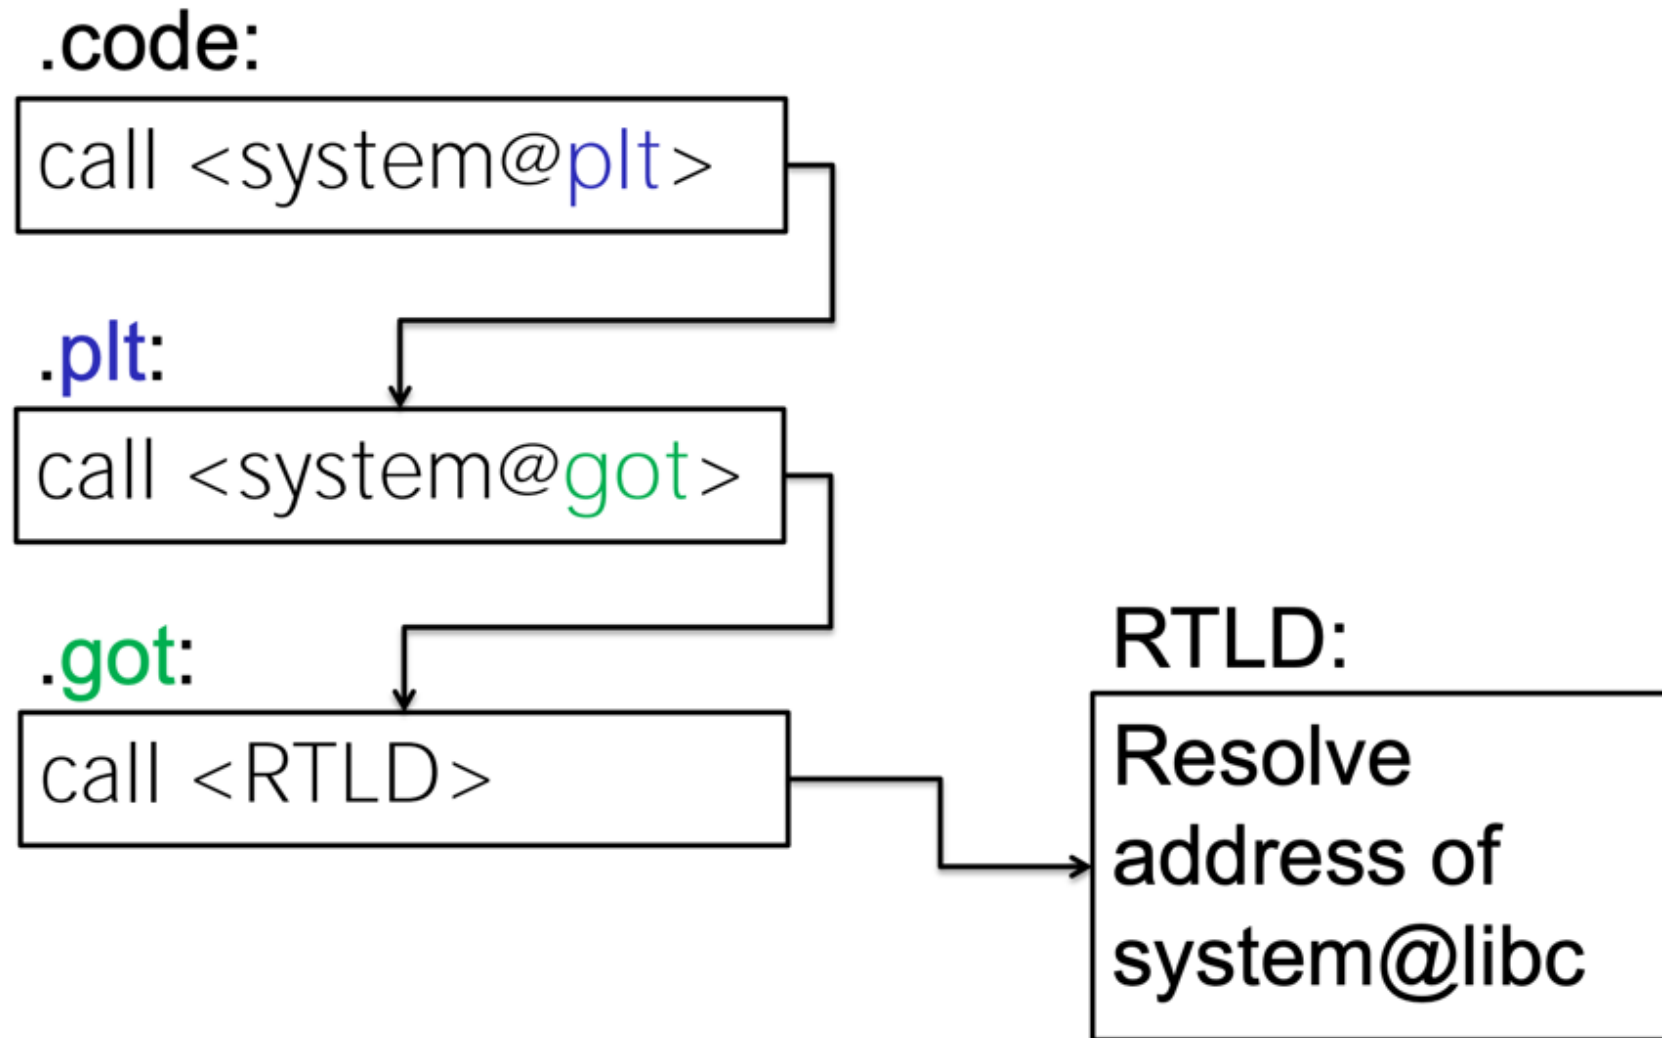 .code:
call <system@plt>
.plt:
call <system@got>
.got:
call <RTLD>
RTLD:
Resolve
address of
system@libc